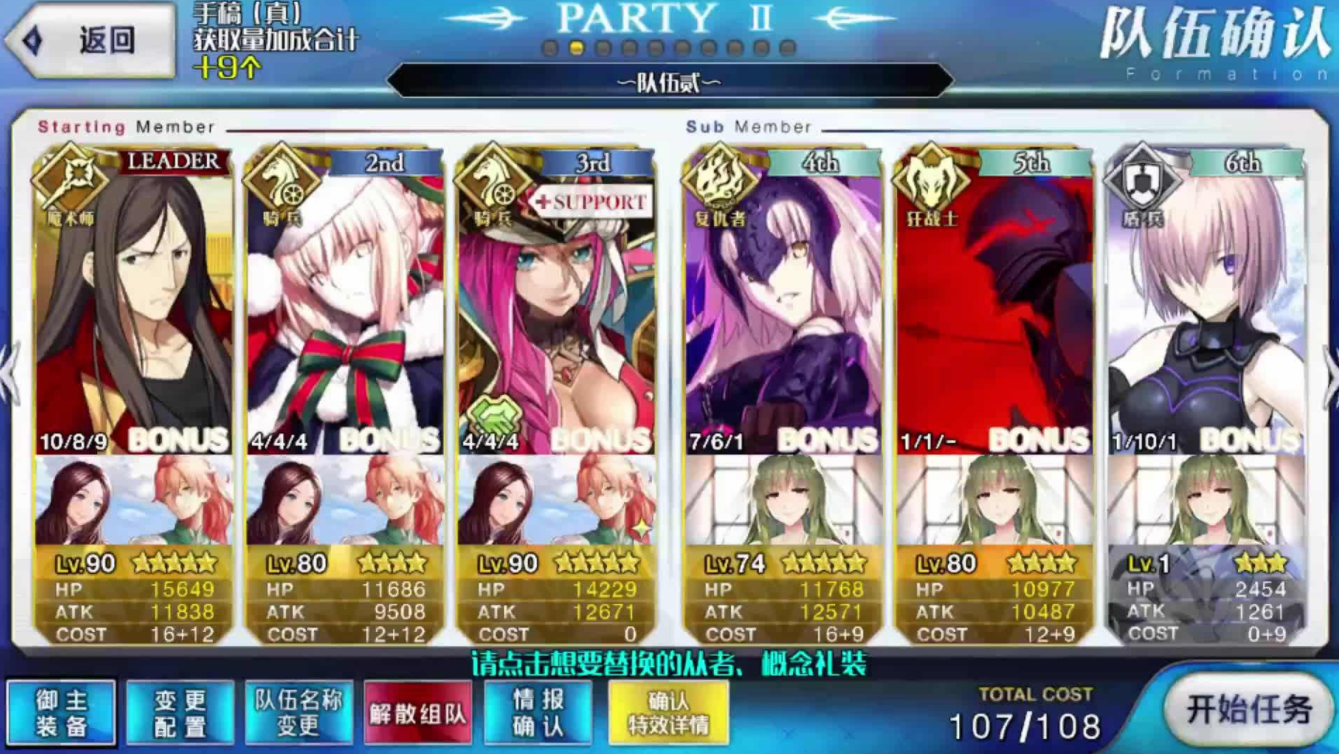 返回
手稿（真）
获取量加成合计
+9个
PARTY II
~队伍贰~
队伍确认
Formation
Starting Member
Sub Member
LEADER
魔术师
10/8/9 BONUS
Lv.90
HP 15649
ATK 11838
COST 16+12
2nd
骑兵
4/4/4 BONUS
Lv.80
HP 11686
ATK 9508
COST 12+12
3rd
+SUPPORT
骑兵
4/4/4 BONUS
Lv.90
HP 14229
ATK 12671
COST 0
4th
复仇者
7/6/1 BONUS
Lv.74
HP 11768
ATK 12571
COST 16+9
5th
狂战士
1/1/- BONUS
Lv.80
HP 10977
ATK 10487
COST 12+9
6th
盾兵
1/10/1 BONUS
Lv.1
HP 2454
ATK 1261
COST 0+9
请点击想要替换的从者、概念礼装
御主
装备
变更
配置
队伍名称
变更
解散组队
情报
确认
确认
特效详情
TOTAL COST
107/108
开始任务